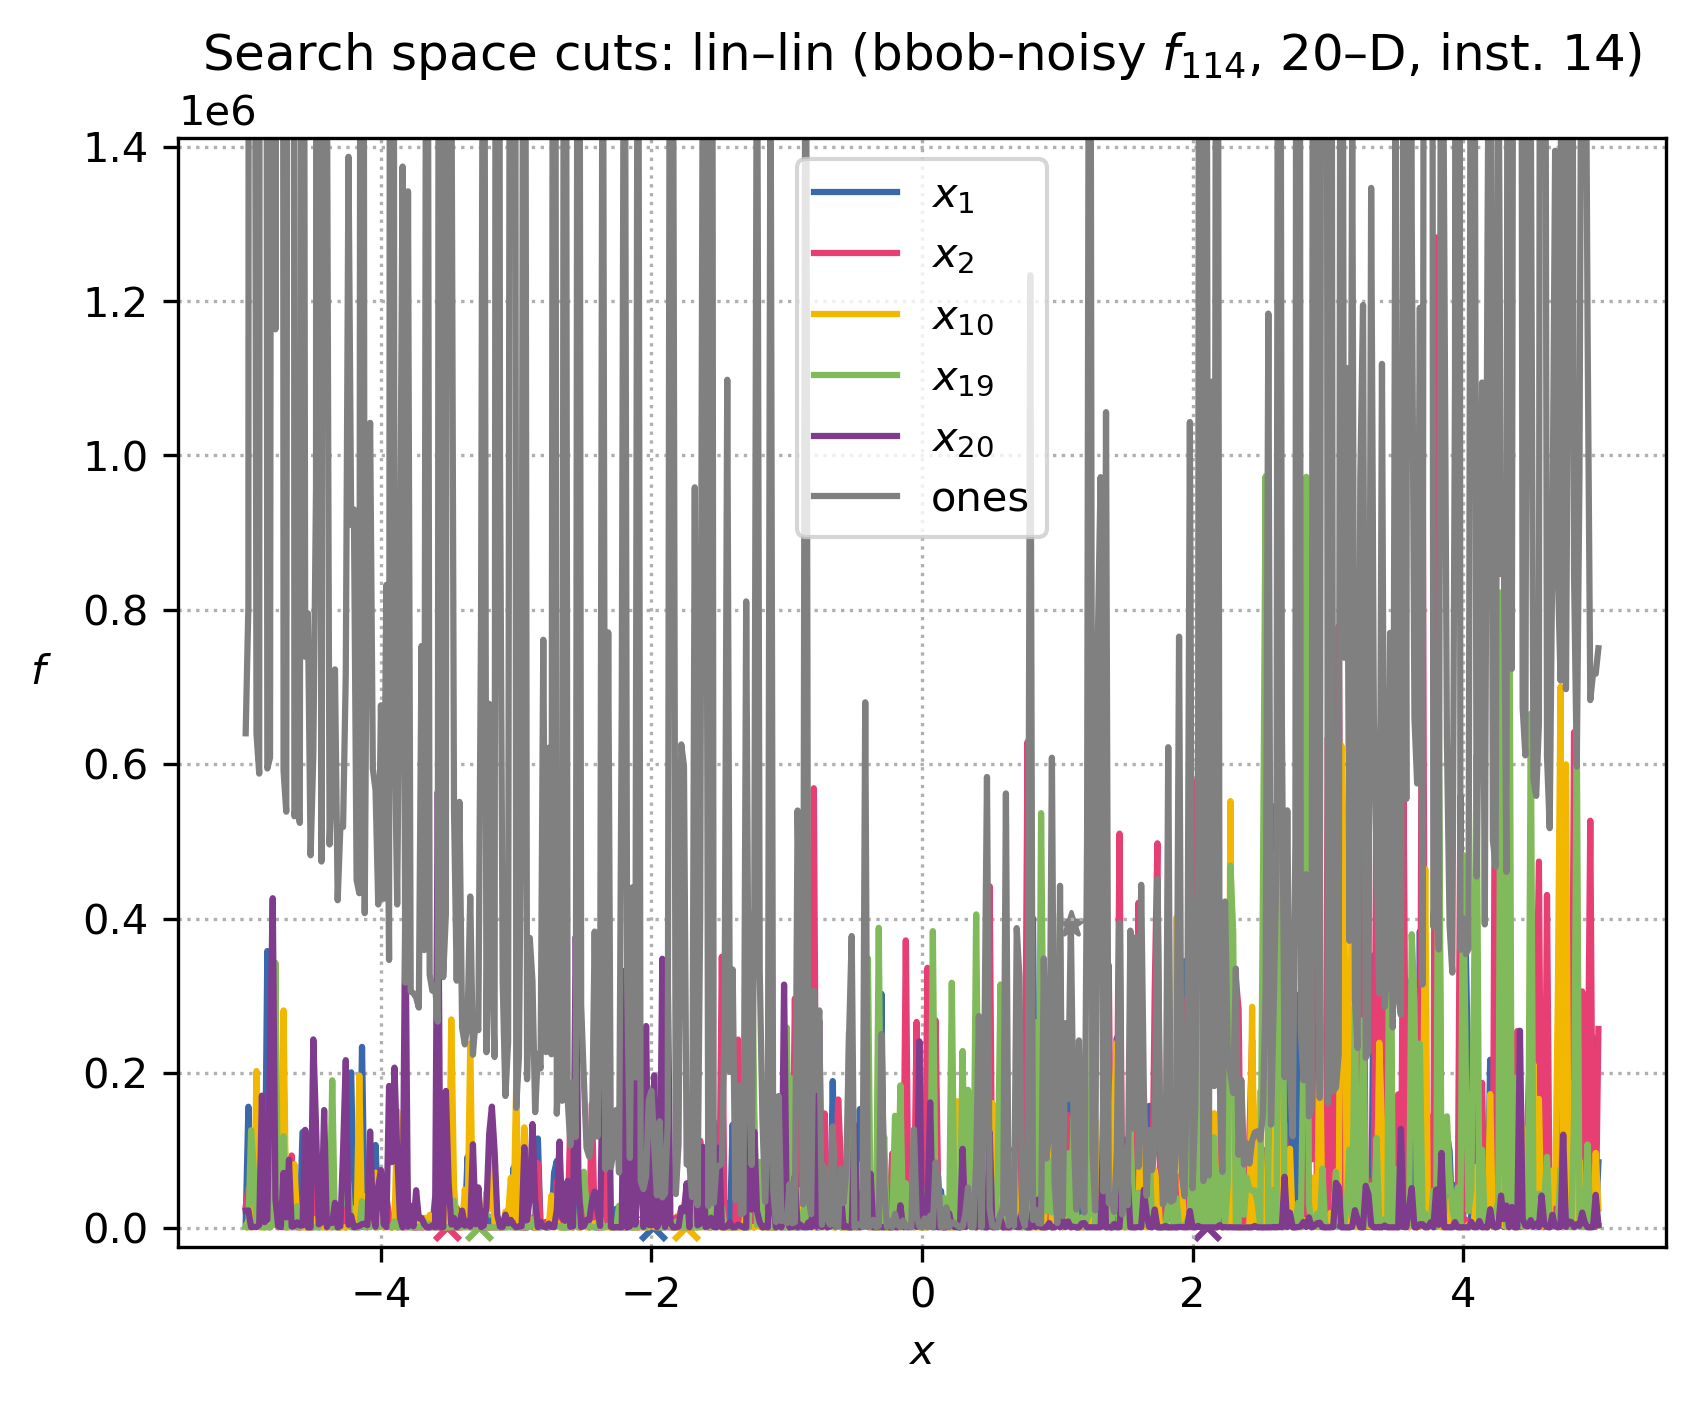 Search space cuts: lin–lin (bbob-noisy f114, 20–D, inst. 14)
1e6
1.4
1.2
1.0
0.8
0.6
0.4
0.2
0.0
f
x1
x2
x10
x19
x20
ones
−4
−2
0
2
4
x